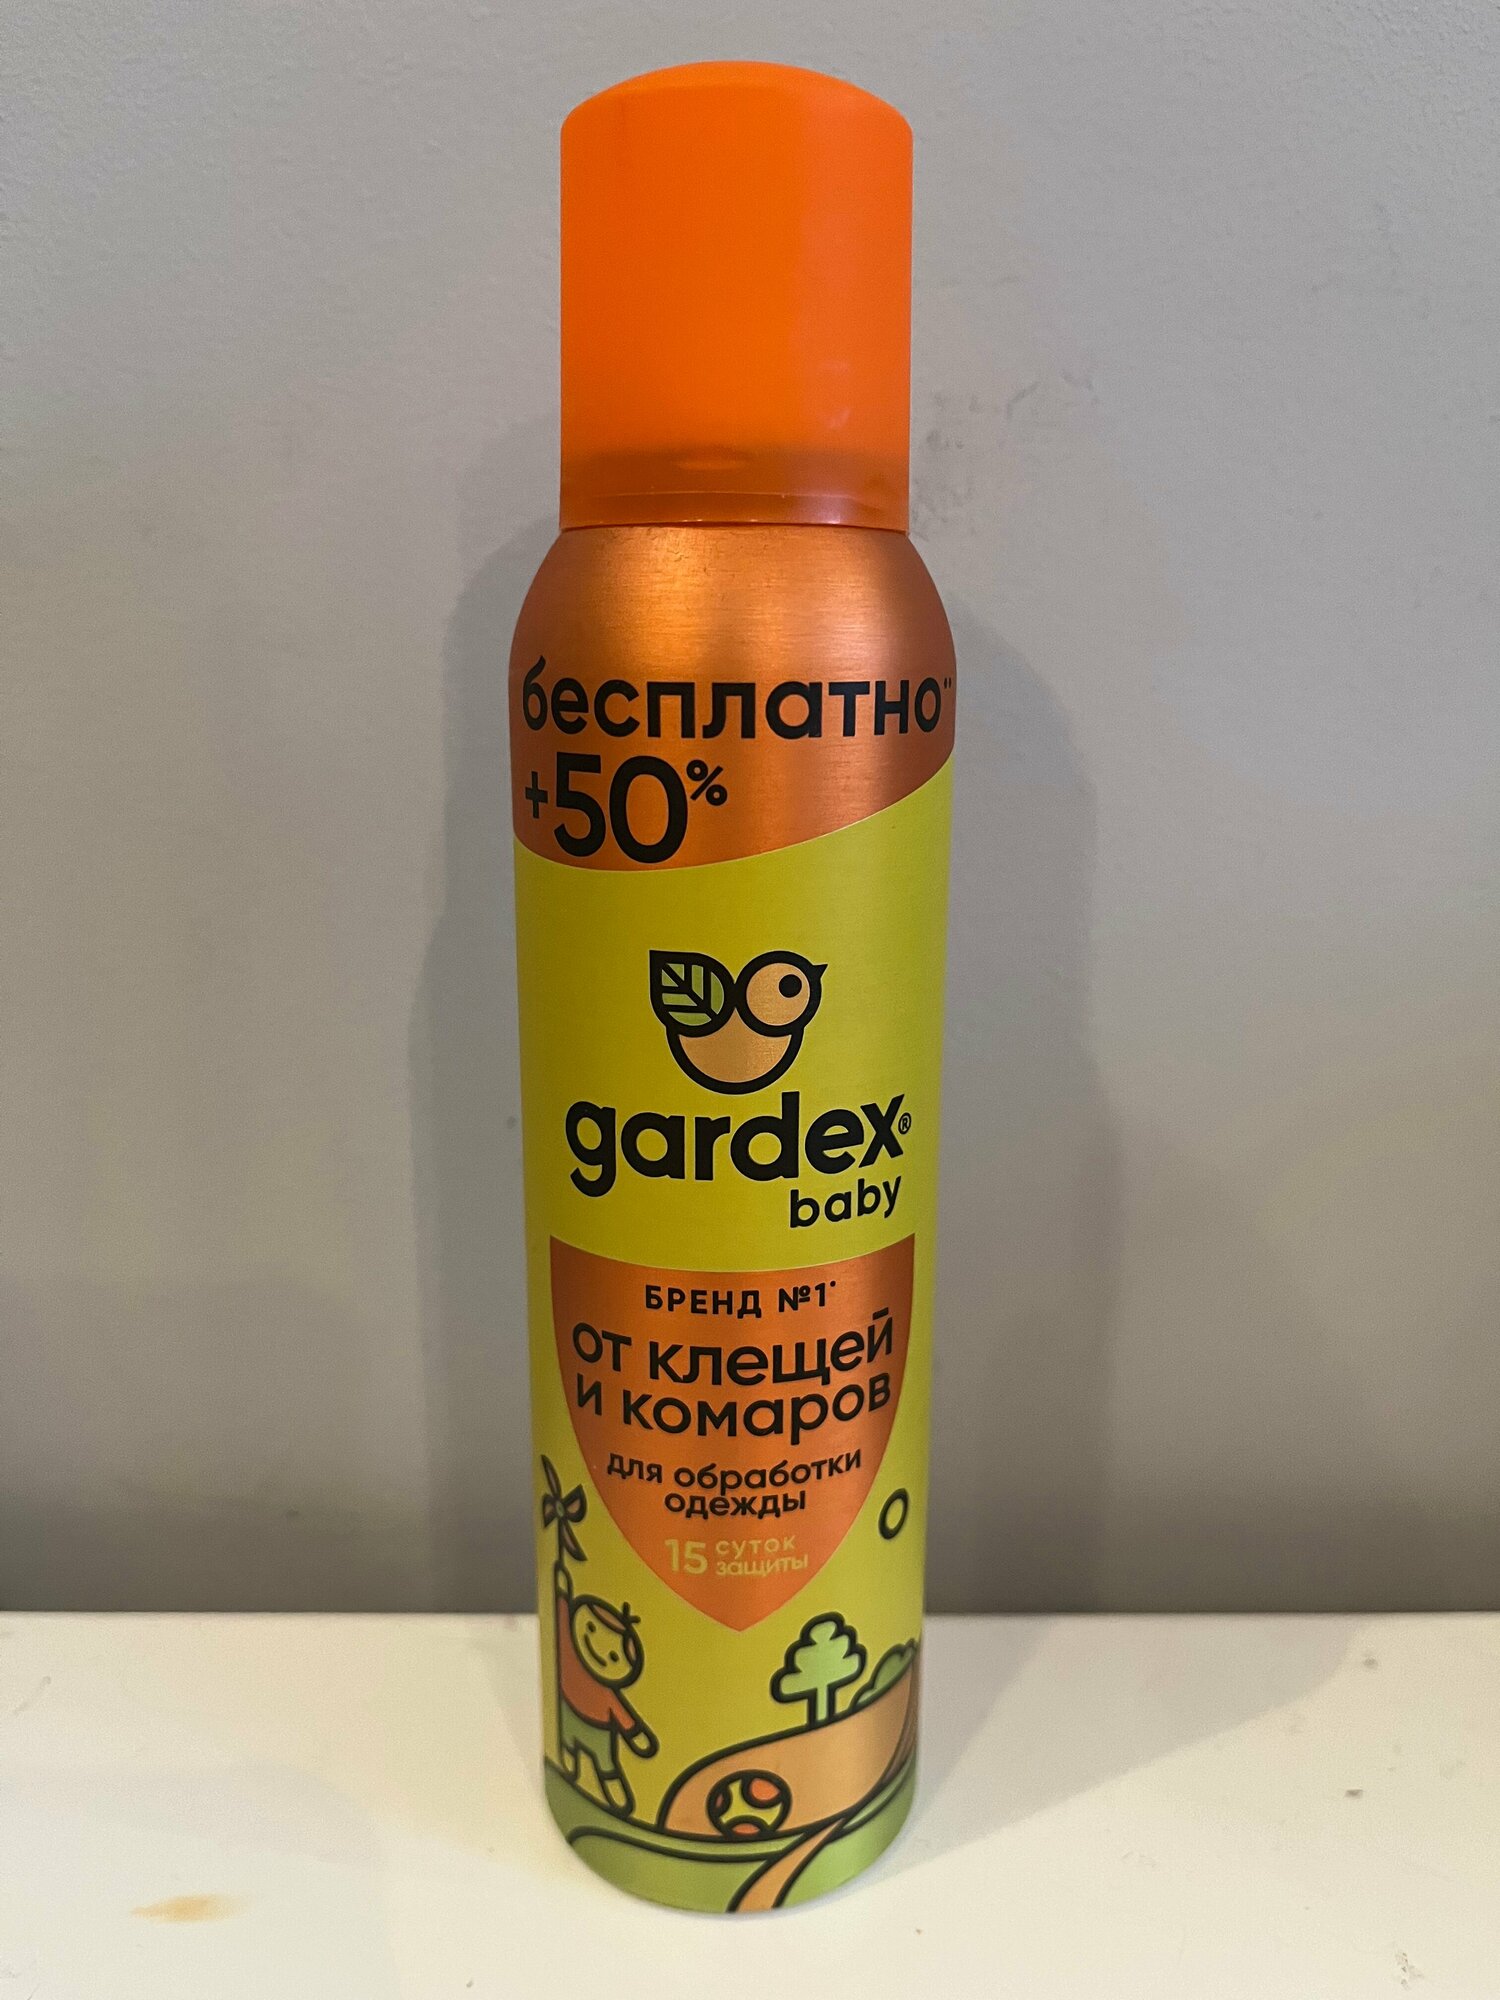 бесплатно**
+50%
gardex®
baby
БРЕНД №1*
от клещей
и комаров
для обработки
одежды
15 суток
защиты